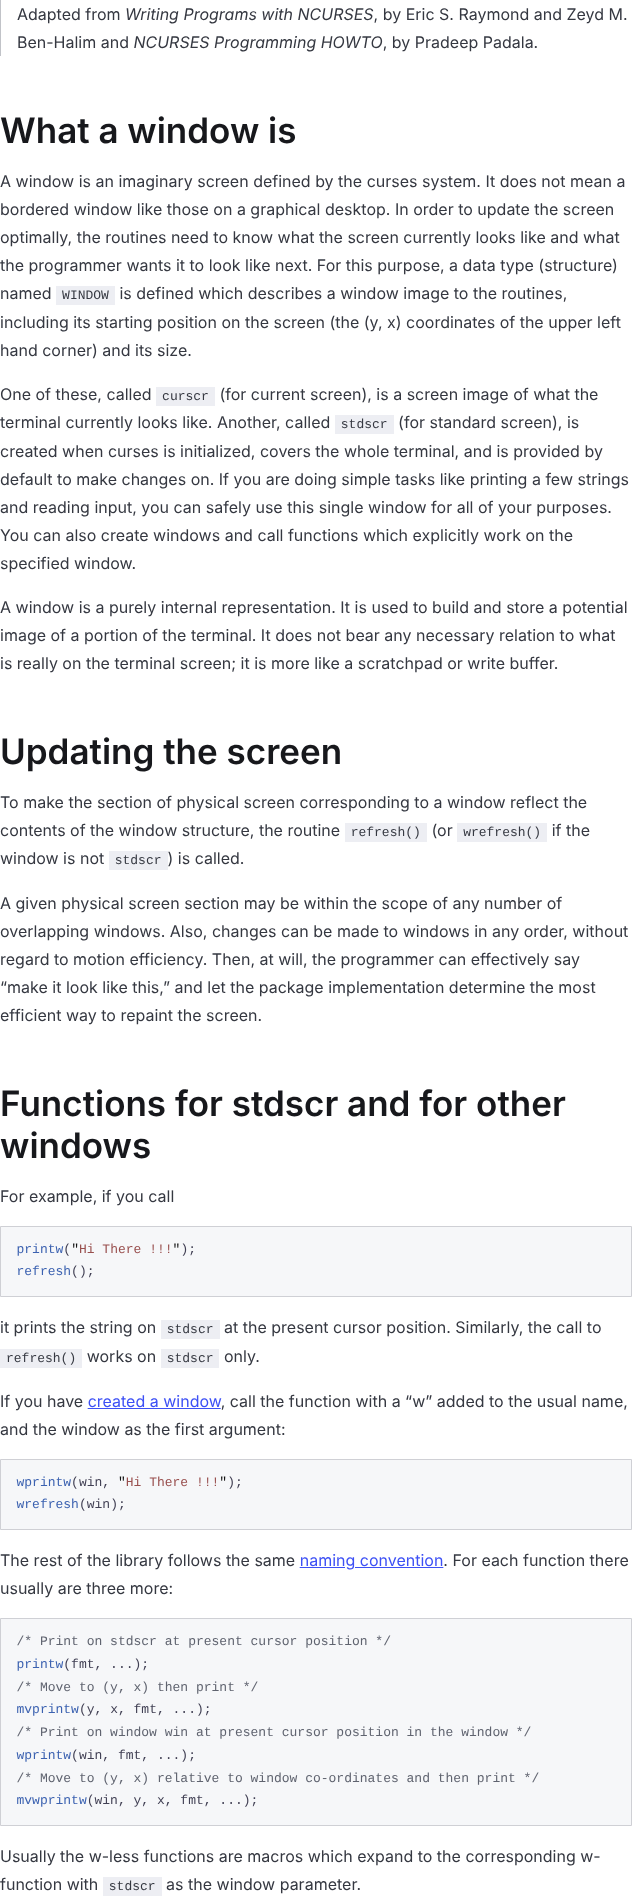 Adapted from Writing Programs with NCURSES, by Eric S. Raymond and Zeyd M.
Ben-Halim and NCURSES Programming HOWTO, by Pradeep Padala.
What a window is
A window is an imaginary screen defined by the curses system. It does not mean a
bordered window like those on a graphical desktop. In order to update the screen
optimally, the routines need to know what the screen currently looks like and what
the programmer wants it to look like next. For this purpose, a data type (structure)
named WINDOW is defined which describes a window image to the routines,
including its starting position on the screen (the (y, x) coordinates of the upper left
hand corner) and its size.
One of these, called curscr (for current screen), is a screen image of what the
terminal currently looks like. Another, called stdscr (for standard screen), is
created when curses is initialized, covers the whole terminal, and is provided by
default to make changes on. If you are doing simple tasks like printing a few strings
and reading input, you can safely use this single window for all of your purposes.
You can also create windows and call functions which explicitly work on the
specified window.
A window is a purely internal representation. It is used to build and store a potential
image of a portion of the terminal. It does not bear any necessary relation to what
is really on the terminal screen; it is more like a scratchpad or write buffer.
Updating the screen
To make the section of physical screen corresponding to a window reflect the
contents of the window structure, the routine refresh() (or wrefresh() if the
window is not stdscr) is called.
A given physical screen section may be within the scope of any number of
overlapping windows. Also, changes can be made to windows in any order, without
regard to motion efficiency. Then, at will, the programmer can effectively say
“make it look like this,” and let the package implementation determine the most
efficient way to repaint the screen.
Functions for stdscr and for other
windows
For example, if you call
printw("Hi There !!!");
refresh();
it prints the string on stdscr at the present cursor position. Similarly, the call to
refresh() works on stdscr only.
If you have created a window, call the function with a “w” added to the usual name,
and the window as the first argument:
wprintw(win, "Hi There !!!");
wrefresh(win);
The rest of the library follows the same naming convention. For each function there
usually are three more:
/* Print on stdscr at present cursor position */
printw(fmt, ...);
/* Move to (y, x) then print */
mvprintw(y, x, fmt, ...);
/* Print on window win at present cursor position in the window */
wprintw(win, fmt, ...);
/* Move to (y, x) relative to window co-ordinates and then print */
mvwprintw(win, y, x, fmt, ...);
Usually the w-less functions are macros which expand to the corresponding w-
function with stdscr as the window parameter.